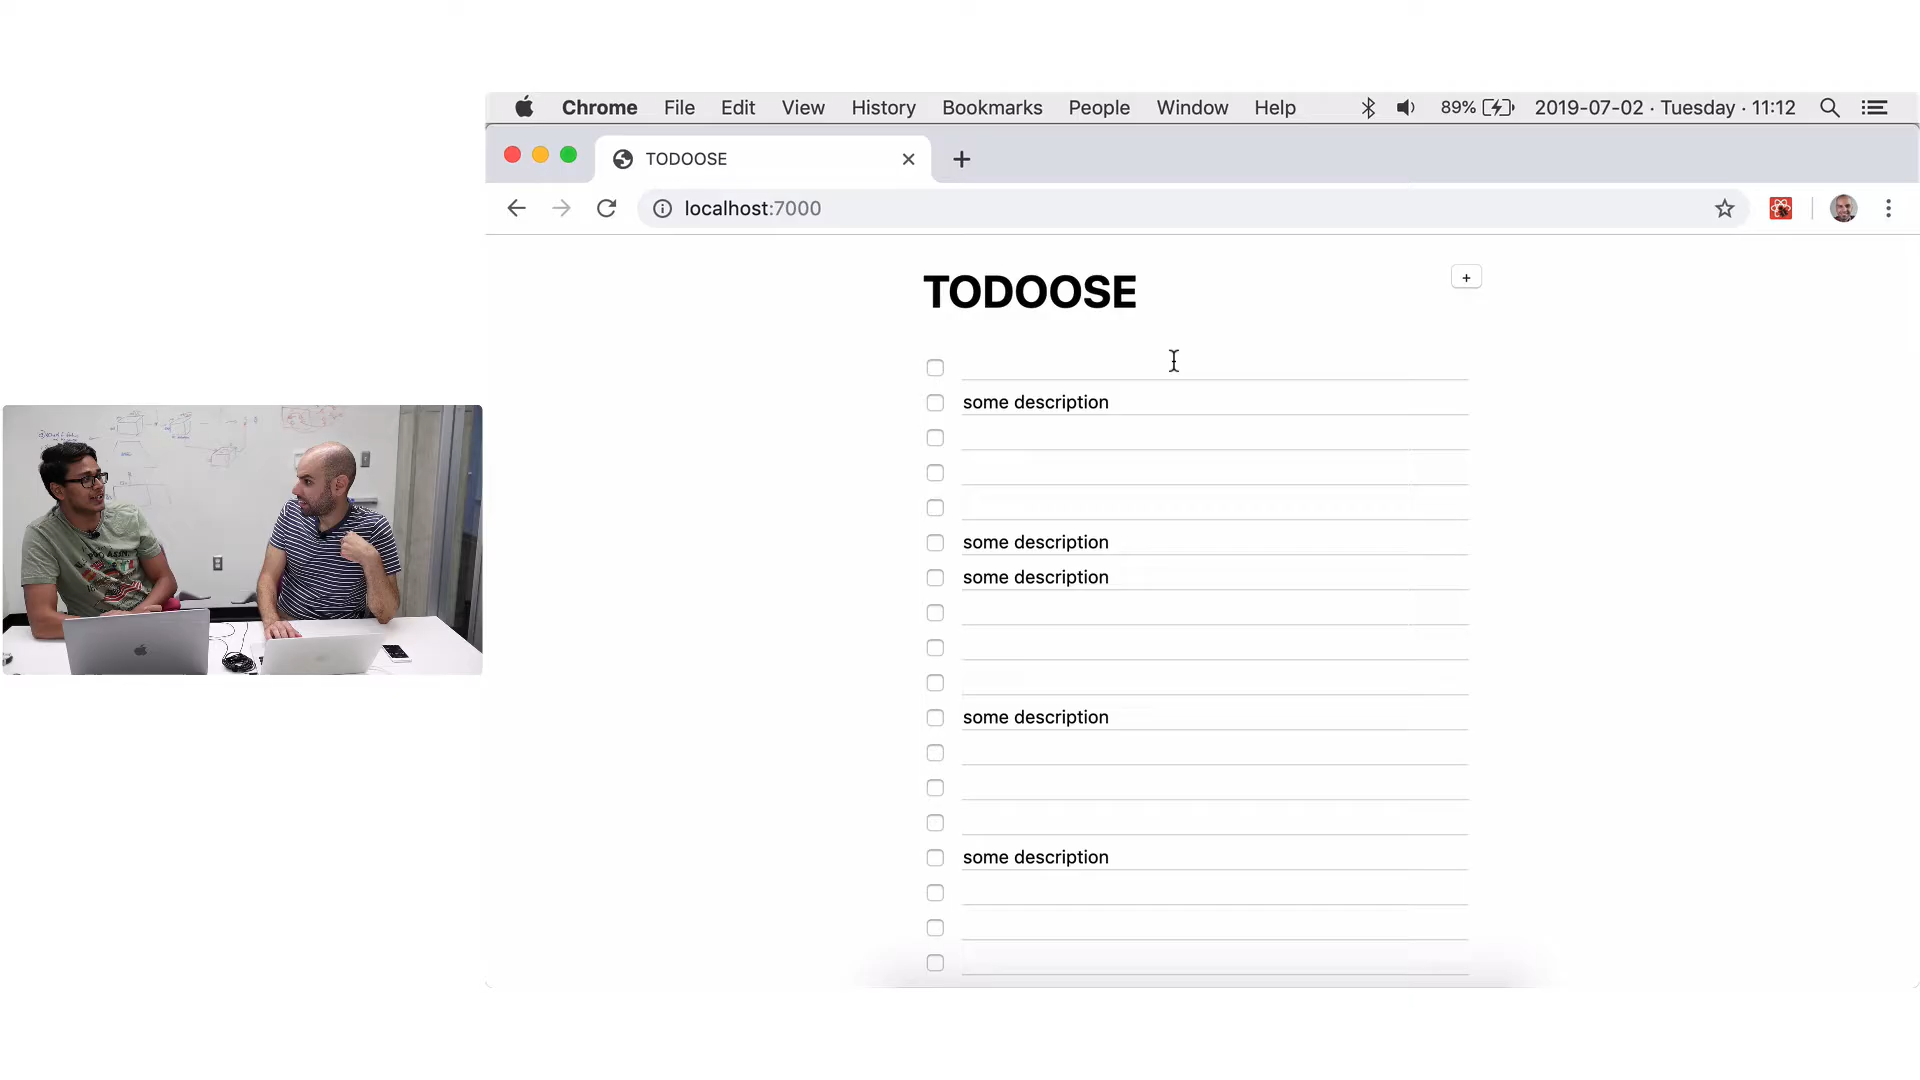 Chrome File Edit View History Bookmarks People Window Help 89% 2019-07-02 · Tuesday · 11:12
TODOOSE
localhost:7000
TODOOSE
+
some description
some description
some description
some description
some description